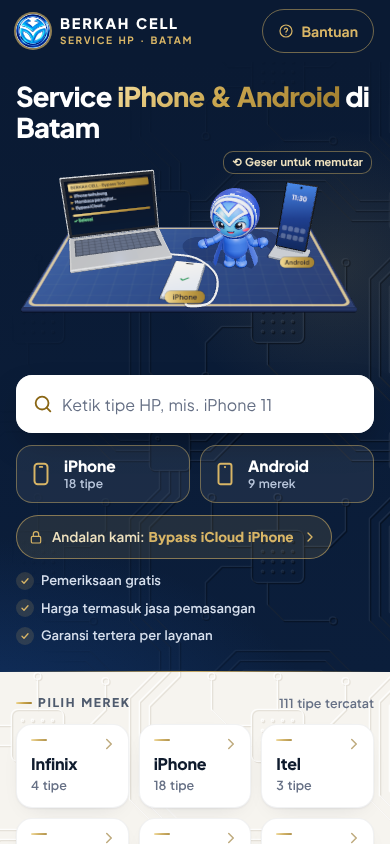 BERKAH CELL
SERVICE HP · BATAM
Bantuan
Service iPhone & Android di
Batam
Geser untuk memutar
BERKAH CELL
11:30
iPhone
Android
Ketik tipe HP, mis. iPhone 11
iPhone
18 tipe
Android
9 merek
Andalan kami: Bypass iCloud iPhone
Pemeriksaan gratis
Harga termasuk jasa pemasangan
Garansi tertera per layanan
PILIH MEREK
111 tipe tercatat
Infinix
4 tipe
iPhone
18 tipe
Itel
3 tipe